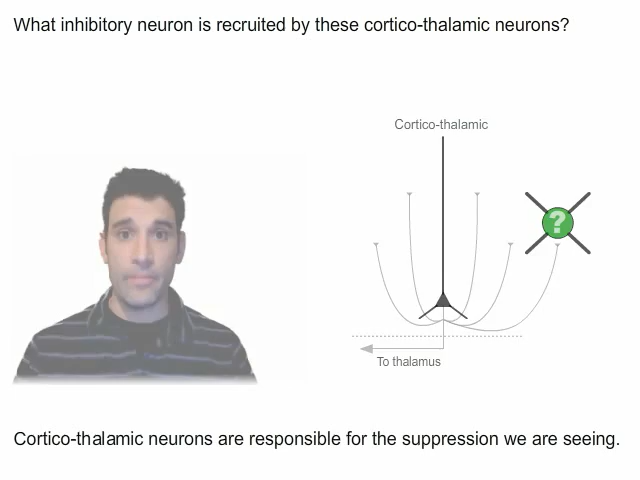 What inhibitory neuron is recruited by these cortico-thalamic neurons?
Cortico-thalamic
?
To thalamus
Cortico-thalamic neurons are responsible for the suppression we are seeing.